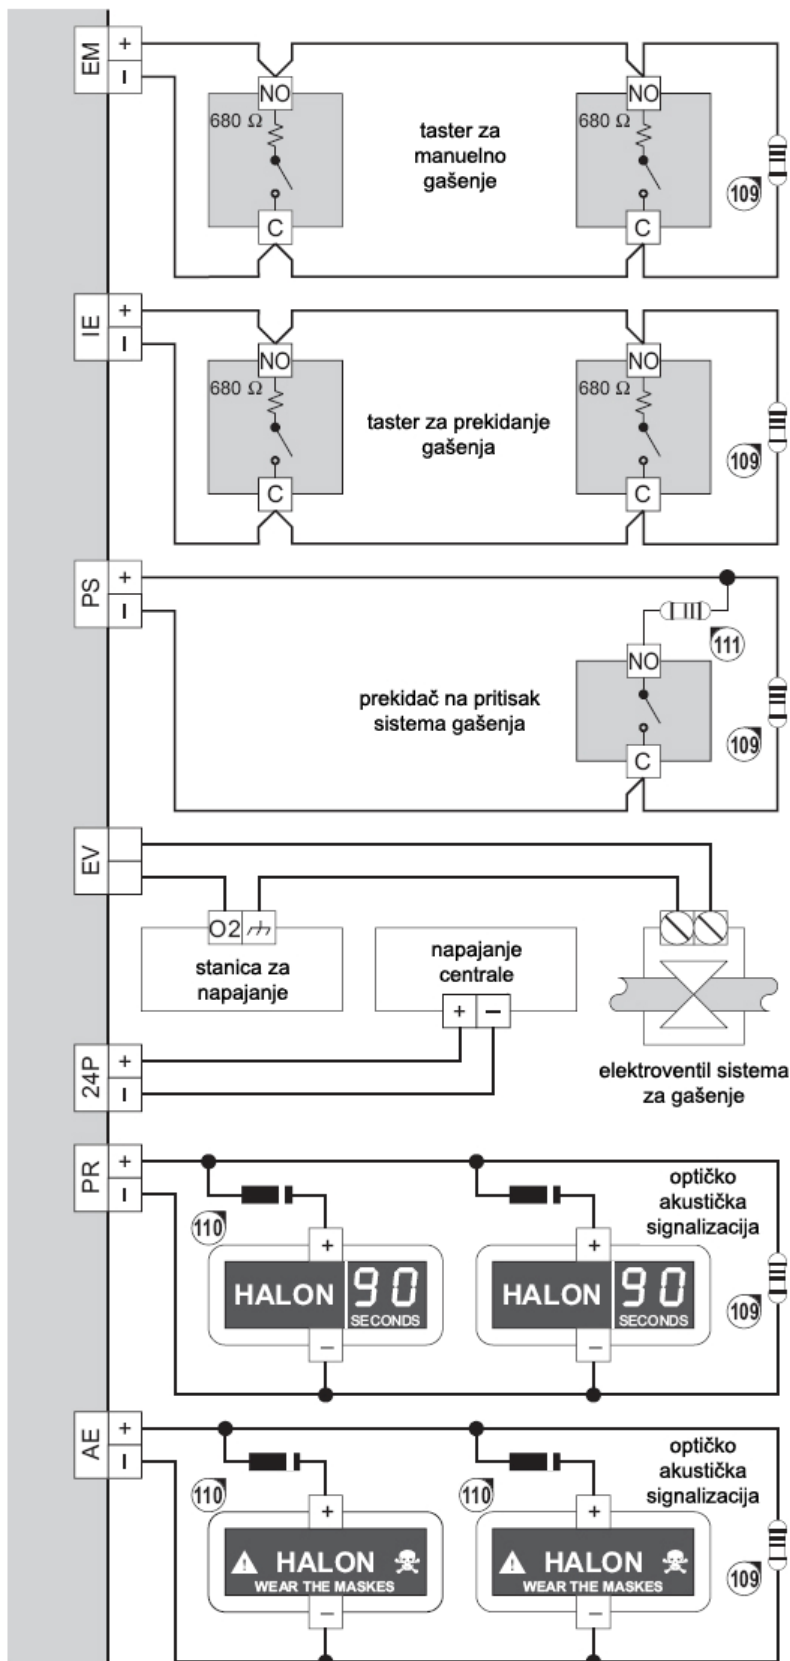 EM
+
–
NO
NO
680 Ω
680 Ω
taster za
manuelno
gašenje
109
C
C
IE
+
–
NO
NO
680 Ω
680 Ω
taster za prekidanje
gašenja
109
C
C
PS
+
–
111
NO
prekidač na pritisak
sistema gašenja
109
C
EV
O2
stanica za
napajanje
napajanje
centrale
+
–
24P
+
–
elektroventil sistema
za gašenje
PR
+
–
optičko
akustička
signalizacija
110
+
+
HALON 90
SECONDS
HALON 90
SECONDS
109
–
–
AE
+
–
optičko
akustička
signalizacija
110
110
+
+
HALON
WEAR THE MASKES
HALON
WEAR THE MASKES
109
–
–